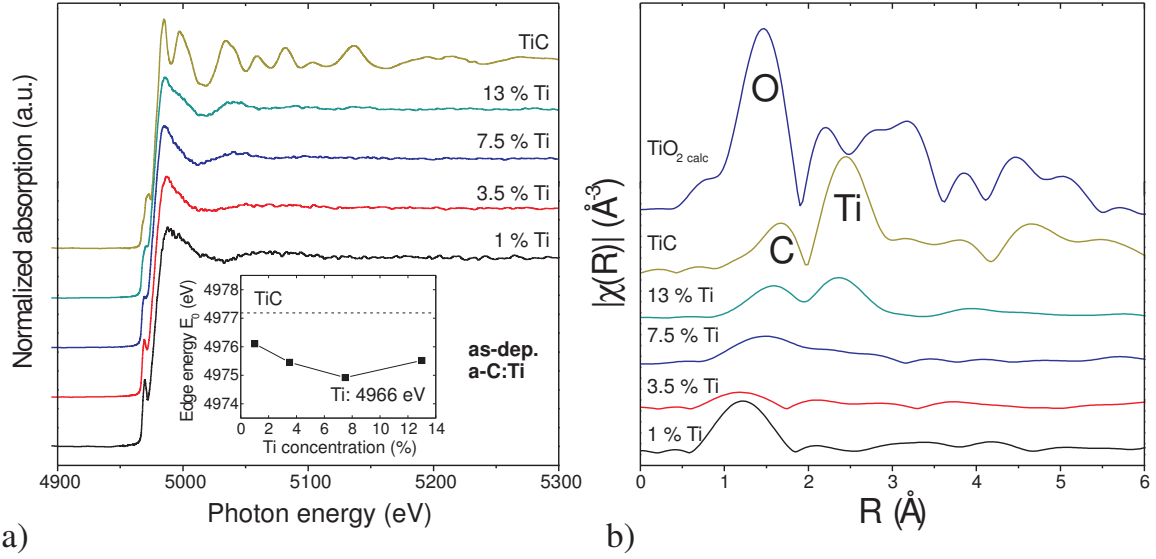 Normalized absorption (a.u.)
TiC
13 % Ti
7.5 % Ti
3.5 % Ti
1 % Ti
Edge energy E0 (eV)
4978
4977
4976
4975
4974
TiC
Ti: 4966 eV
0 2 4 6 8 10 12 14
Ti concentration (%)
as-dep.
a-C:Ti
4900 5000 5100 5200 5300
Photon energy (eV)
a)
|χ(R)| (Å-3)
O
TiO2 calc
Ti
TiC
C
13 % Ti
7.5 % Ti
3.5 % Ti
1 % Ti
0 1 2 3 4 5 6
R (Å)
b)